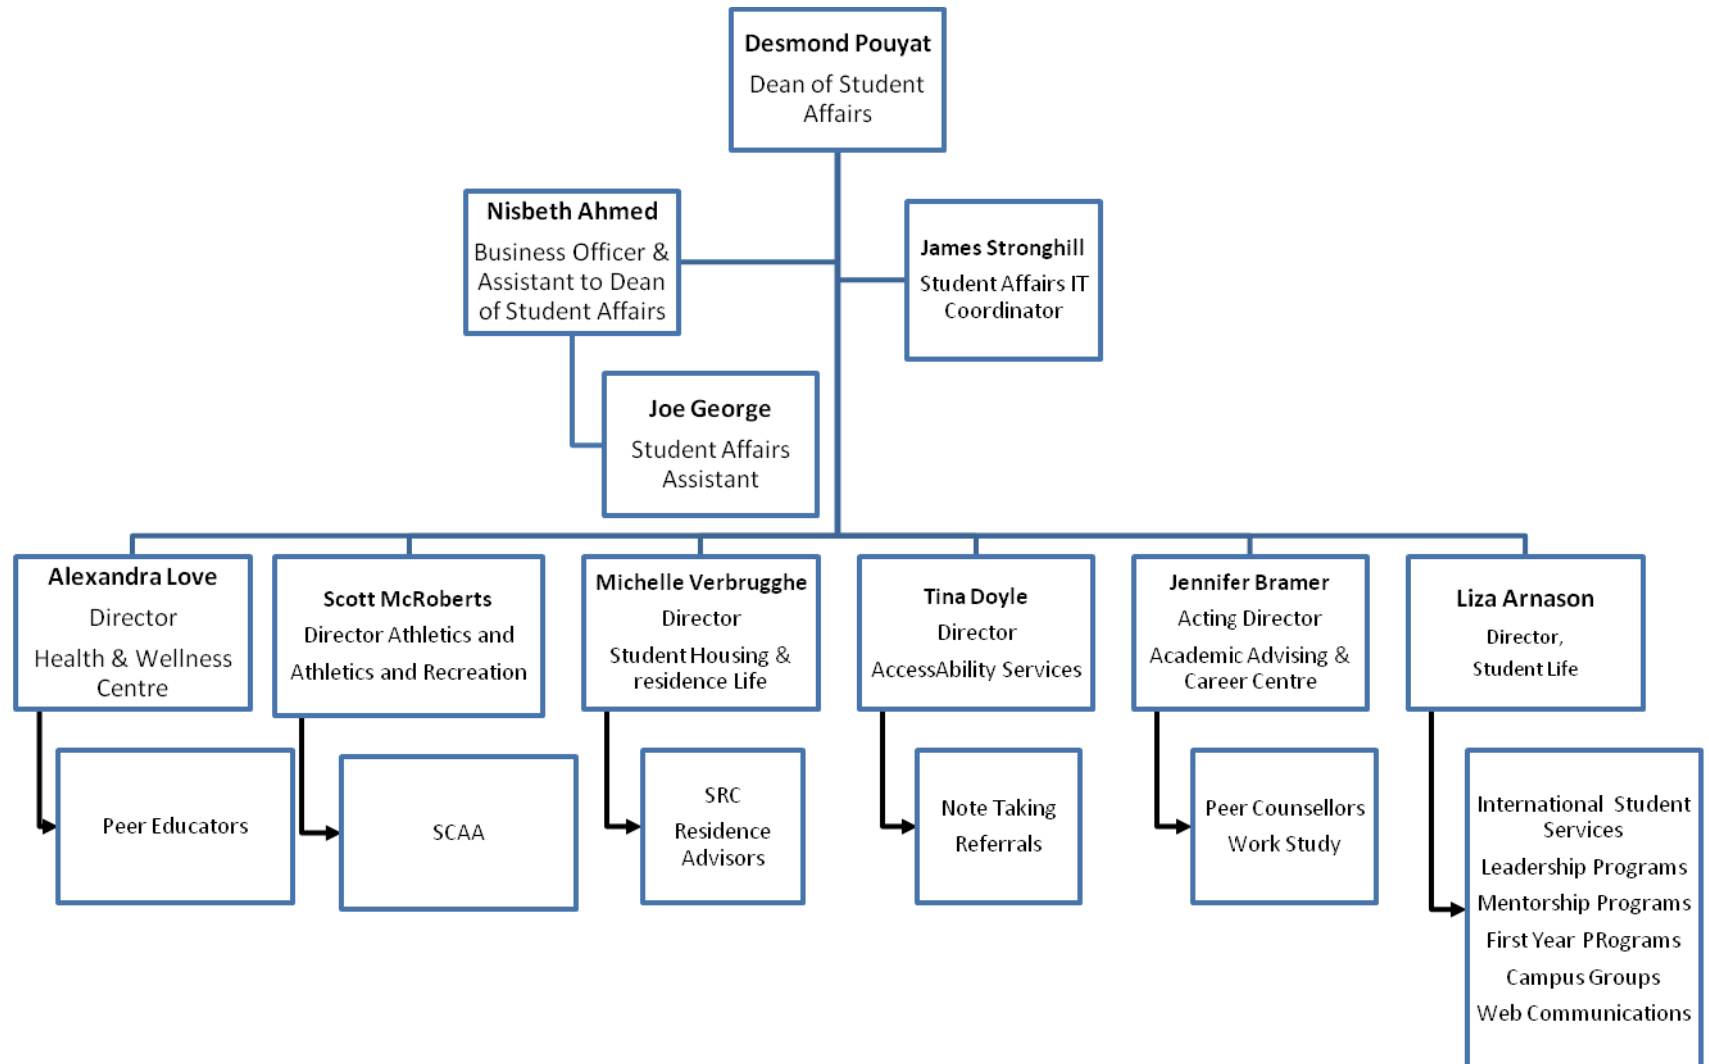 Desmond Pouyat
Dean of Student
Affairs
Nisbeth Ahmed
Business Officer &
Assistant to Dean
of Student Affairs
James Stronghill
Student Affairs IT
Coordinator
Joe George
Student Affairs
Assistant
Alexandra Love
Director
Health & Wellness
Centre
Scott McRoberts
Director Athletics and
Athletics and Recreation
Michelle Verbrugghe
Director
Student Housing &
residence Life
Tina Doyle
Director
AccessAbility Services
Jennifer Bramer
Acting Director
Academic Advising &
Career Centre
Liza Arnason
Director,
Student Life
Peer Educators
SCAA
SRC
Residence
Advisors
Note Taking
Referrals
Peer Counsellors
Work Study
International Student
Services
Leadership Programs
Mentorship Programs
First Year PRograms
Campus Groups
Web Communications